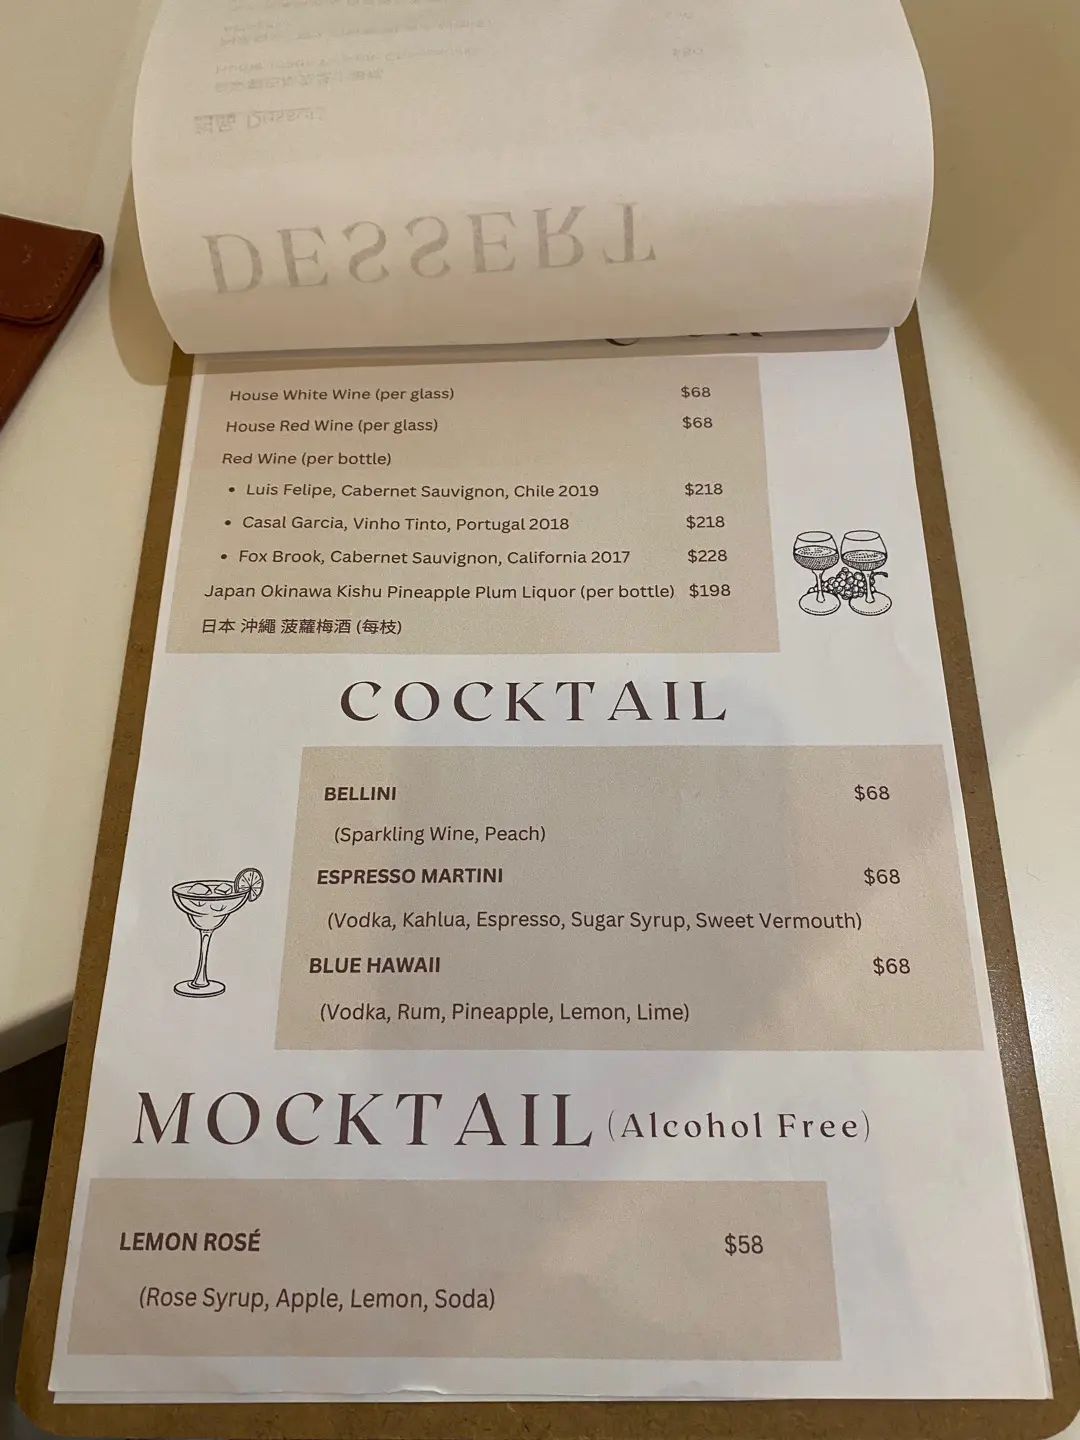 DESSERT
House White Wine (per glass) $68
House Red Wine (per glass) $68
Red Wine (per bottle)
• Luis Felipe, Cabernet Sauvignon, Chile 2019 $218
• Casal Garcia, Vinho Tinto, Portugal 2018 $218
• Fox Brook, Cabernet Sauvignon, California 2017 $228
Japan Okinawa Kishu Pineapple Plum Liquor (per bottle) $198
日本 沖繩 菠蘿梅酒 (每枝)
COCKTAIL
BELLINI $68
(Sparkling Wine, Peach)
ESPRESSO MARTINI $68
(Vodka, Kahlua, Espresso, Sugar Syrup, Sweet Vermouth)
BLUE HAWAII $68
(Vodka, Rum, Pineapple, Lemon, Lime)
MOCKTAIL (Alcohol Free)
LEMON ROSÉ $58
(Rose Syrup, Apple, Lemon, Soda)